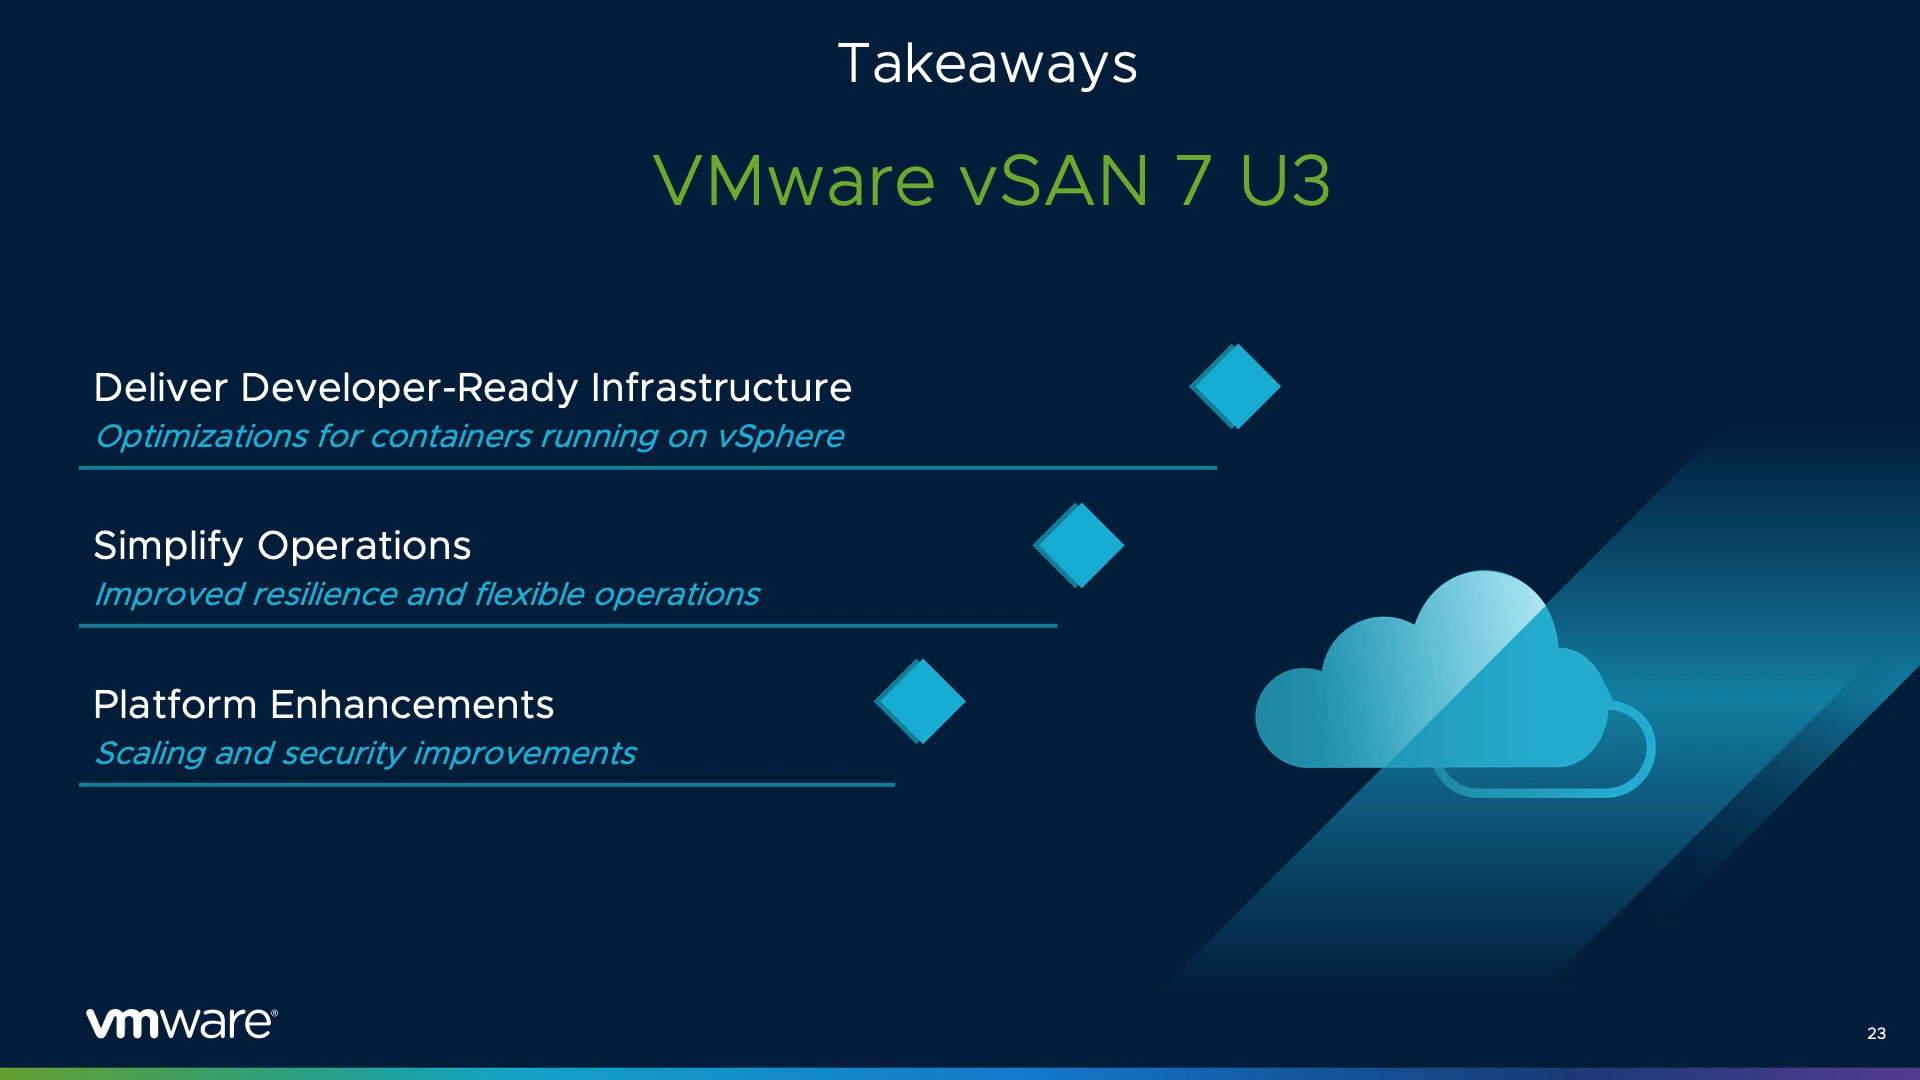 Takeaways
VMware vSAN 7 U3
Deliver Developer-Ready Infrastructure
Optimizations for containers running on vSphere
Simplify Operations
Improved resilience and flexible operations
Platform Enhancements
Scaling and security improvements
vmware®
23